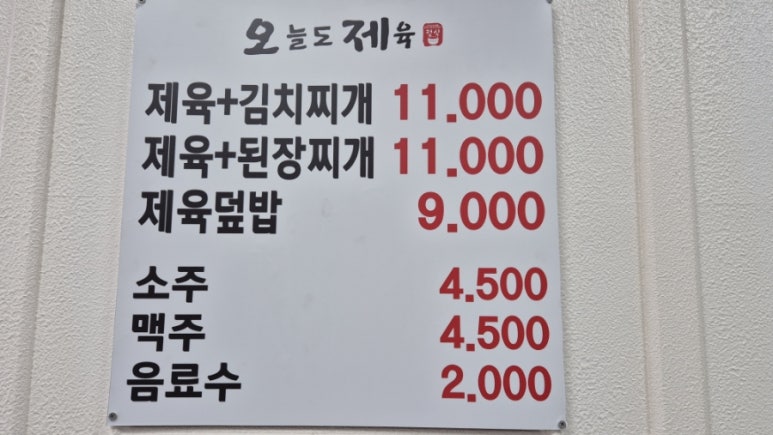 오늘도제육
제육+김치찌개 11.000
제육+된장찌개 11.000
제육덮밥 9.000
소주 4.500
맥주 4.500
음료수 2.000